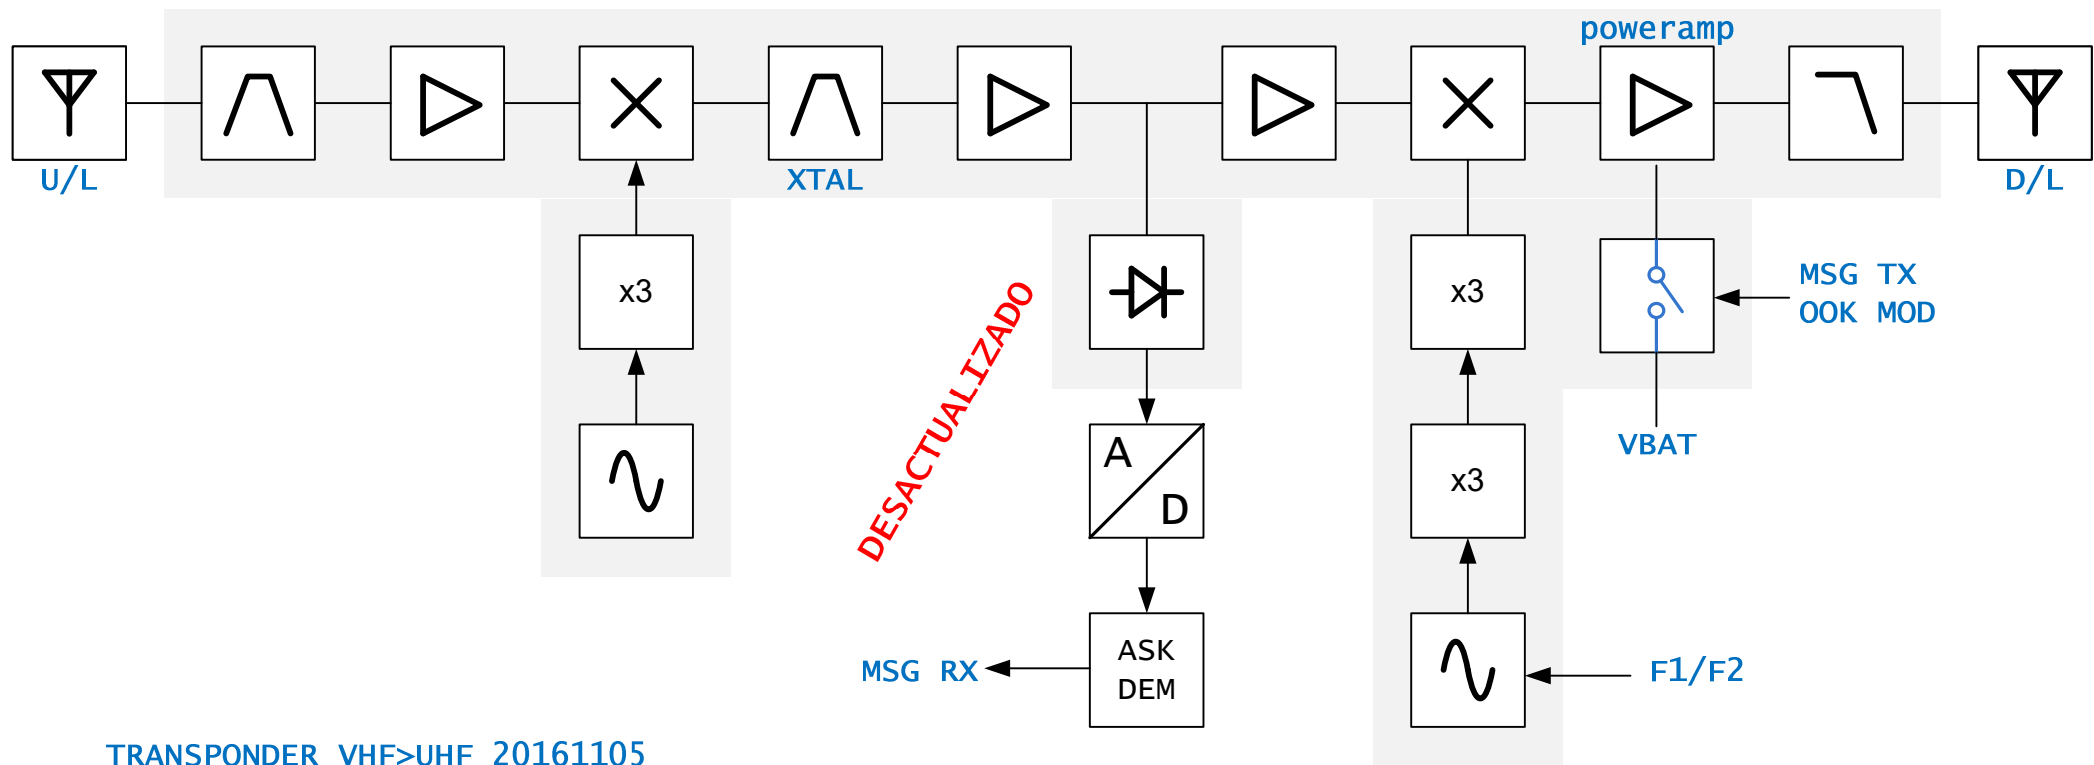 poweramp
U/L
XTAL
D/L
x3
x3
MSG TX
OOK MOD
DESACTUALIZADO
A
D
x3
VBAT
ASK
DEM
MSG RX
F1/F2
TRANSPONDER VHF>UHF 20161105